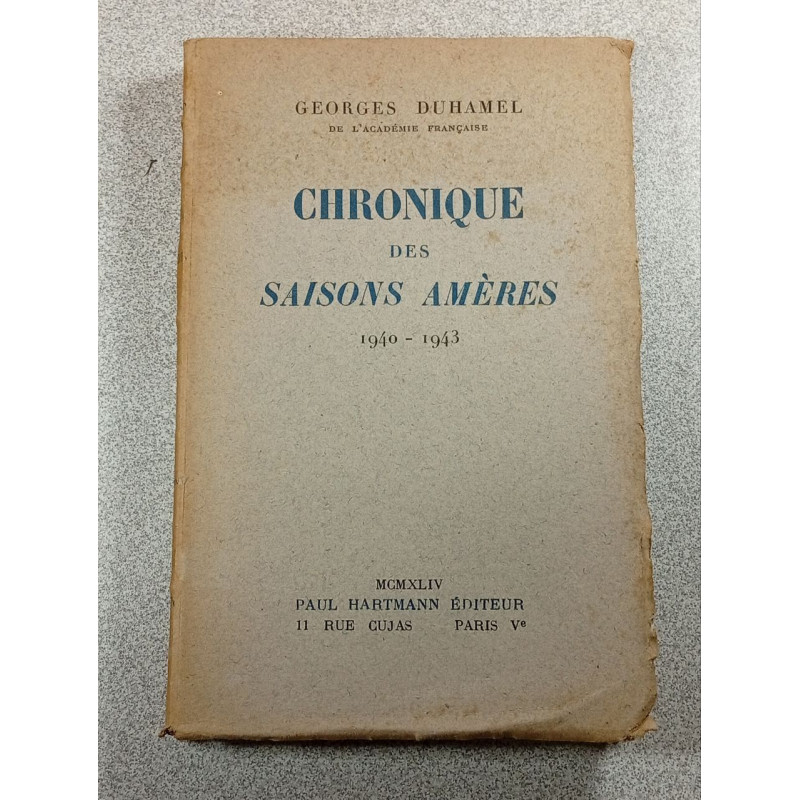 GEORGES DUHAMEL
DE L'ACADÉMIE FRANÇAISE
CHRONIQUE
DES
SAISONS AMÈRES
1940 - 1943
MCMXLIV
PAUL HARTMANN ÉDITEUR
11 RUE CUJAS PARIS Vᵉ